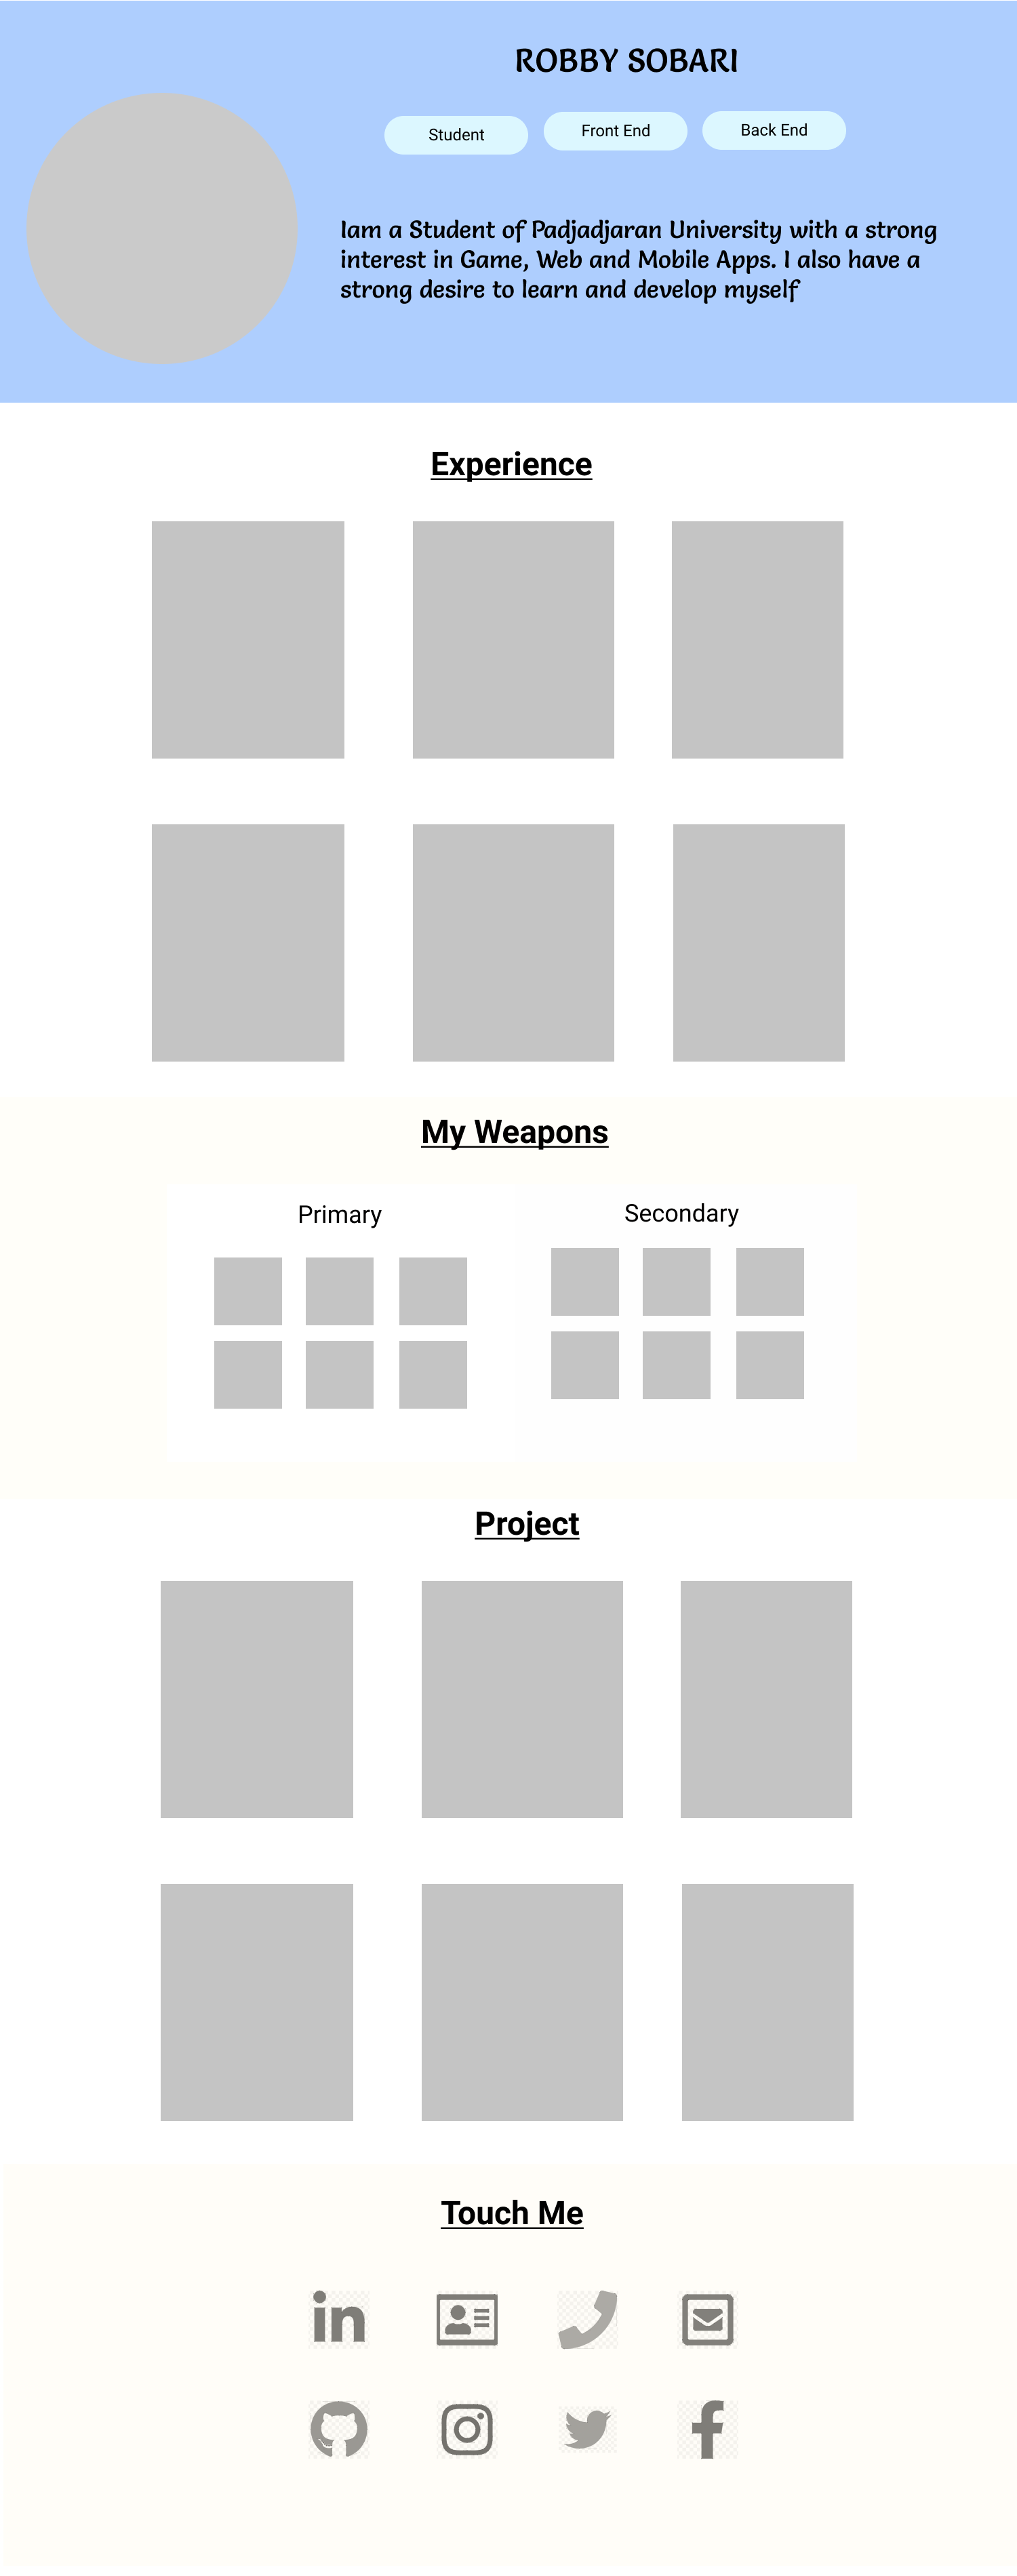 ROBBY SOBARI
Student
Front End
Back End
Iam a Student of Padjadjaran University with a strong
interest in Game, Web and Mobile Apps. I also have a
strong desire to learn and develop myself
Experience
My Weapons
Primary
Secondary
Project
Touch Me